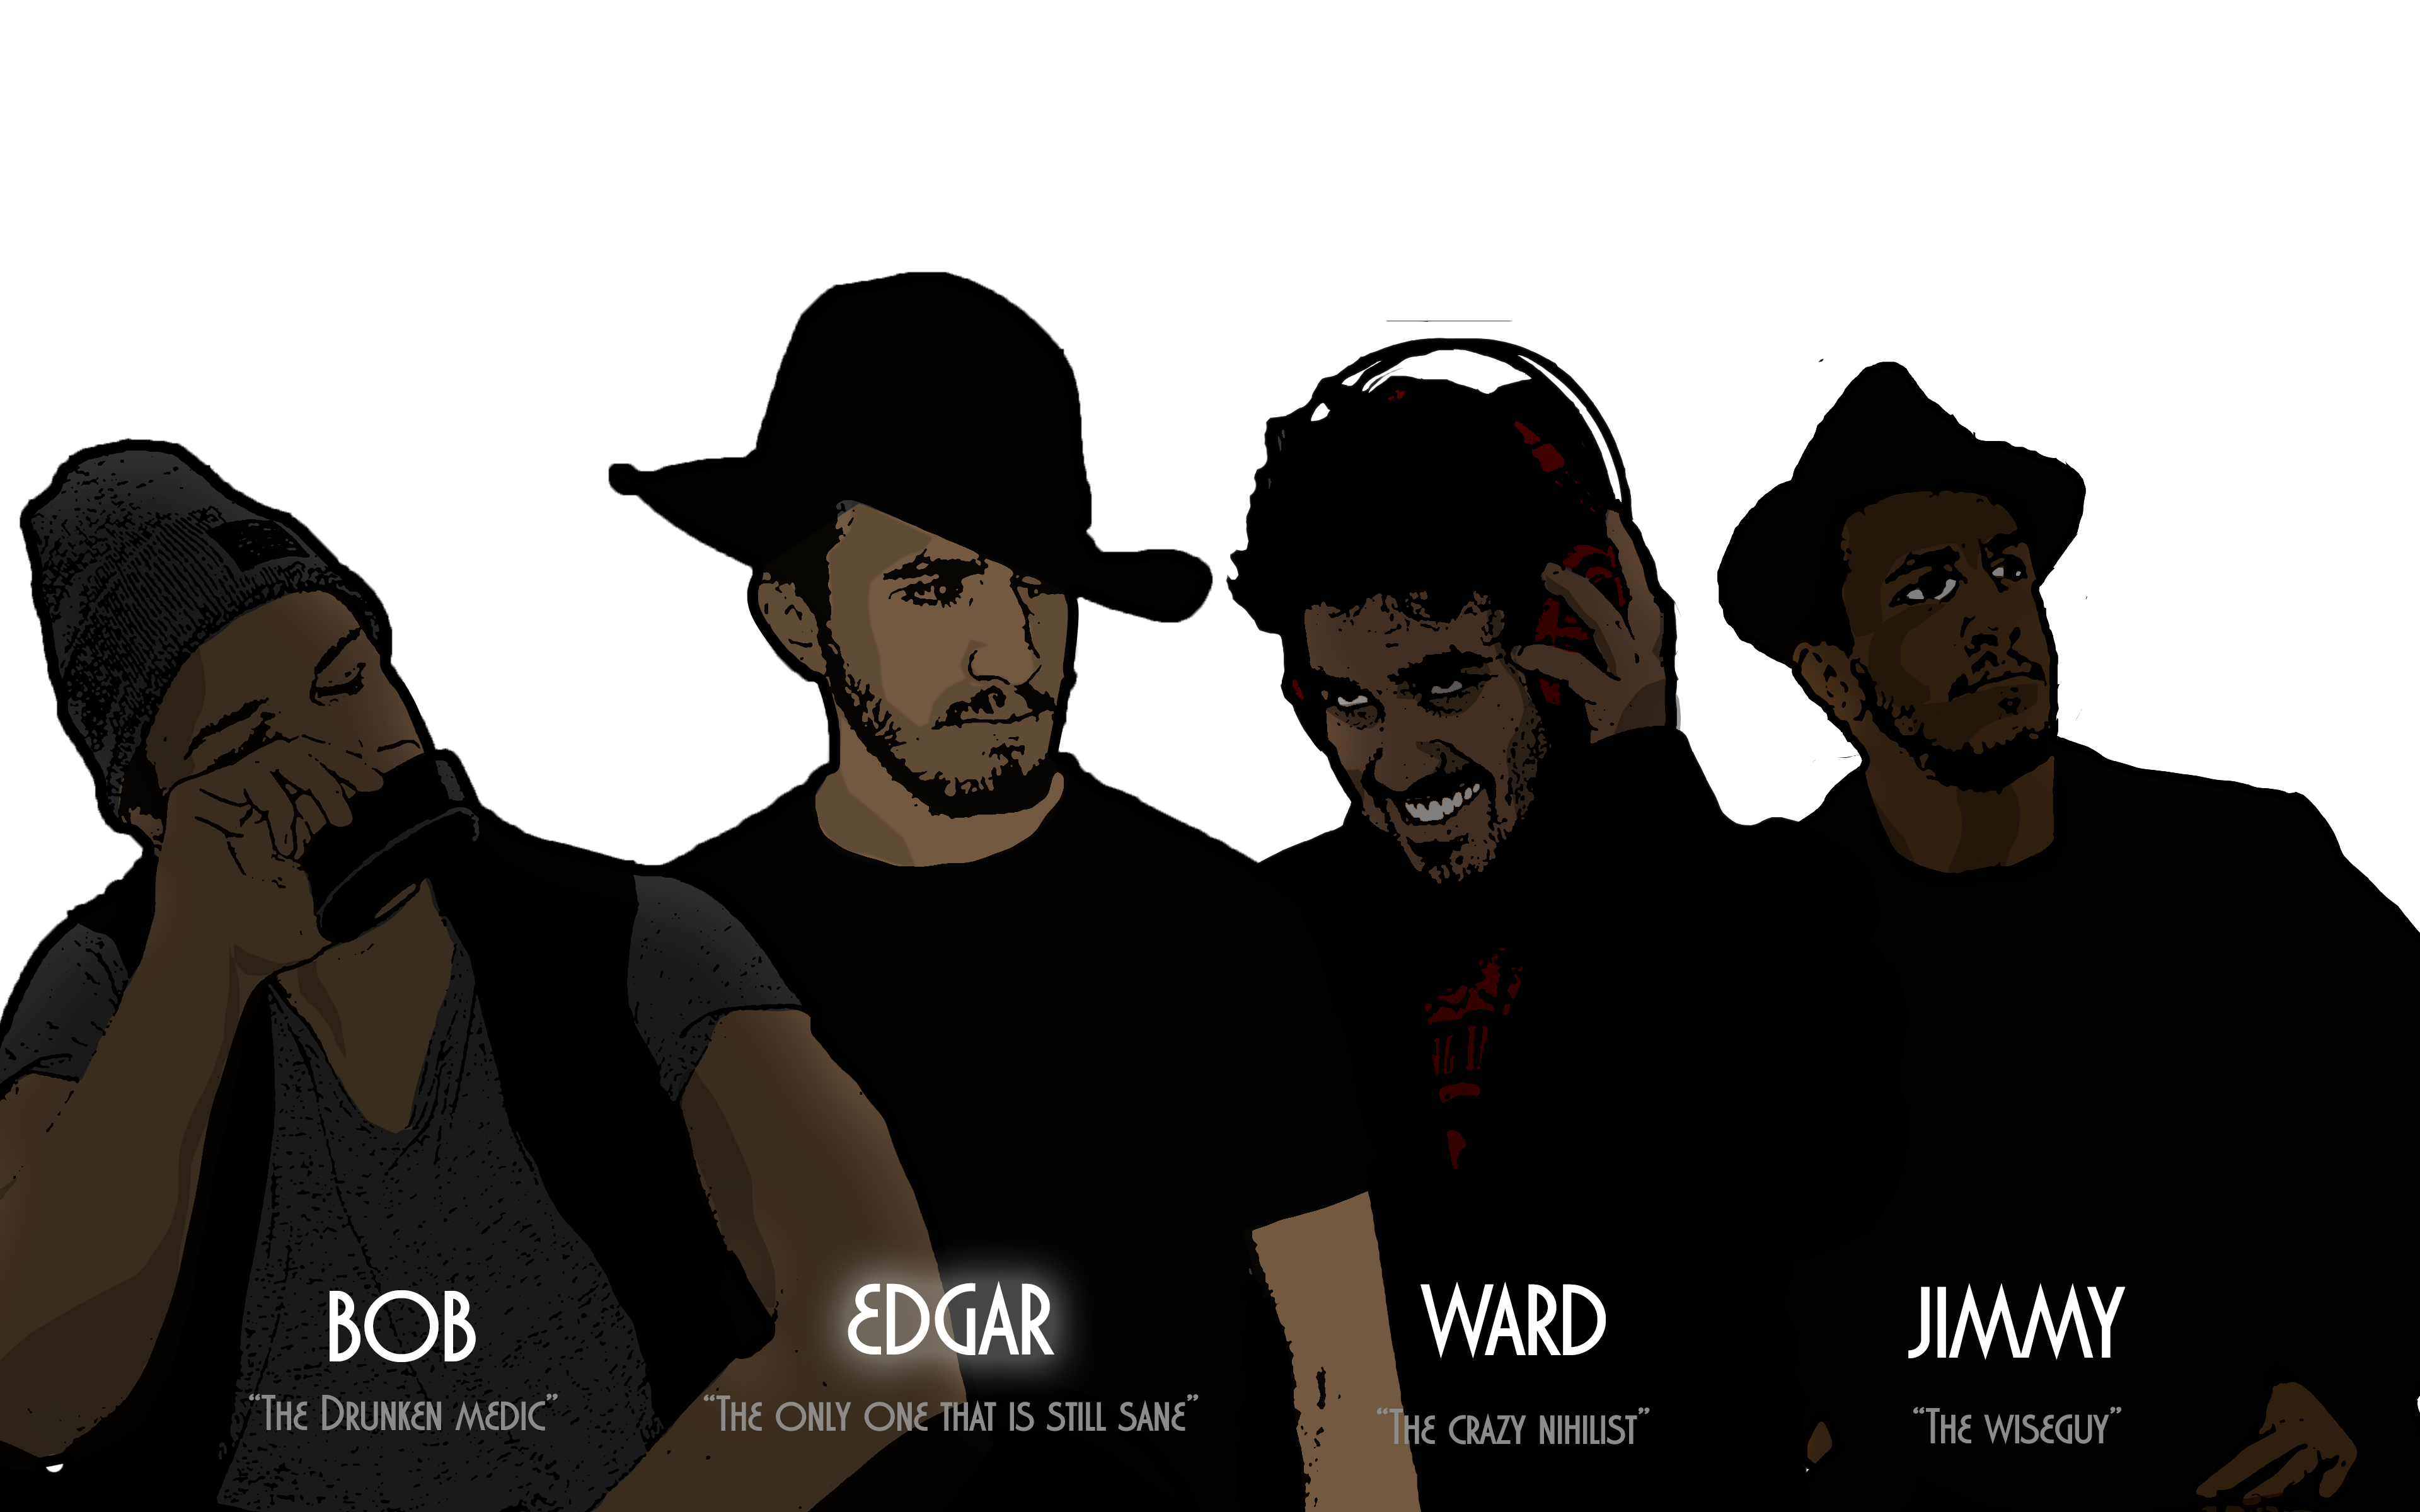 BOB
“The Drunken medic”
EDGAR
“The only one that is still sane”
WARD
“The crazy nihilist”
JIMMY
“The wiseguy”